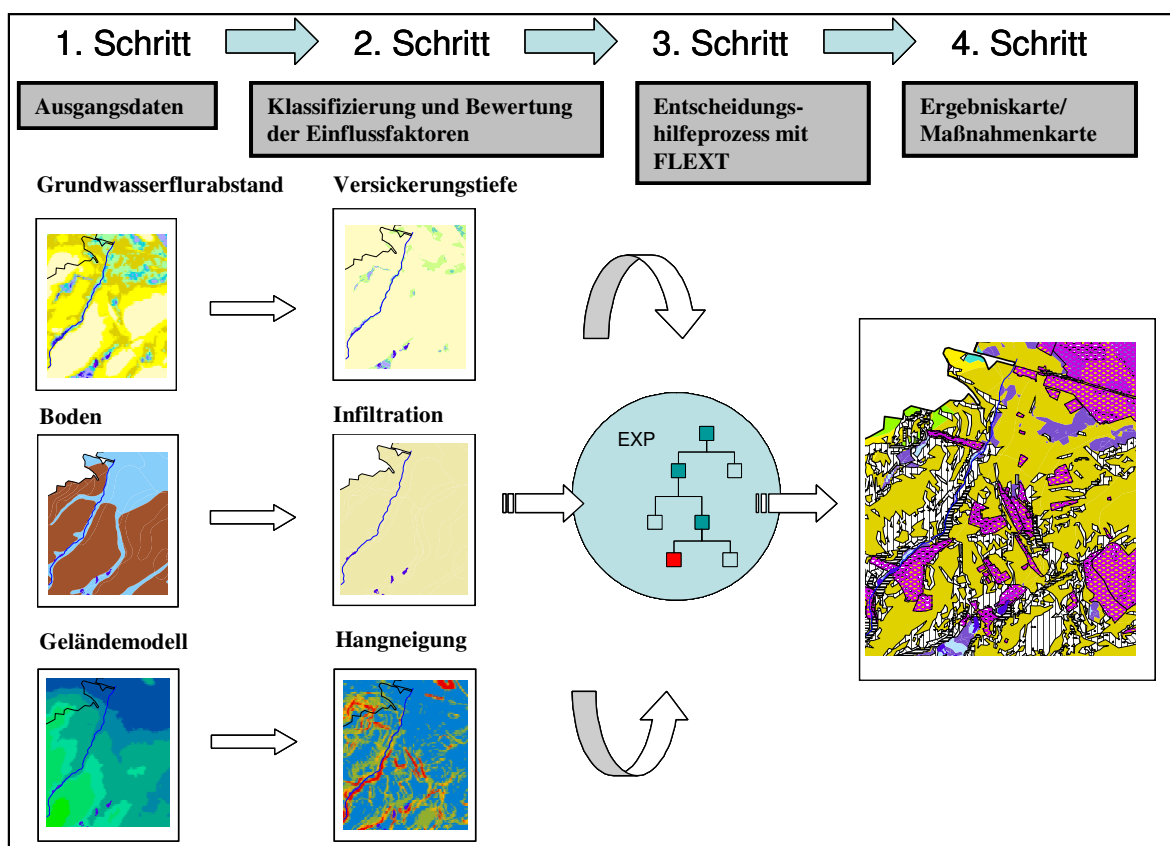 1. Schritt
2. Schritt
3. Schritt
4. Schritt
Ausgangsdaten
Klassifizierung und Bewertung
der Einflussfaktoren
Entscheidungs-
hilfeprozess mit
FLEXT
Ergebniskarte/
Maßnahmenkarte
Grundwasserflurabstand
Versickerungstiefe
Boden
Infiltration
EXP
Geländemodell
Hangneigung